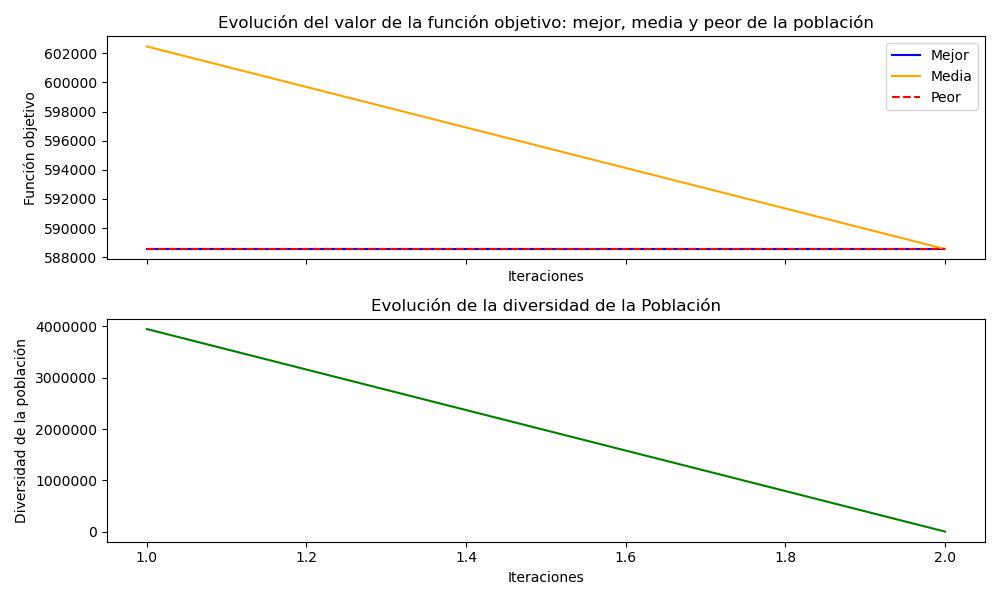 Evolución del valor de la función objetivo: mejor, media y peor de la población
602000
600000
598000
596000
594000
592000
590000
588000
Función objetivo
Mejor
Media
Peor
Iteraciones
Evolución de la diversidad de la Población
4000000
3000000
2000000
1000000
0
Diversidad de la población
1.0 1.2 1.4 1.6 1.8 2.0
Iteraciones